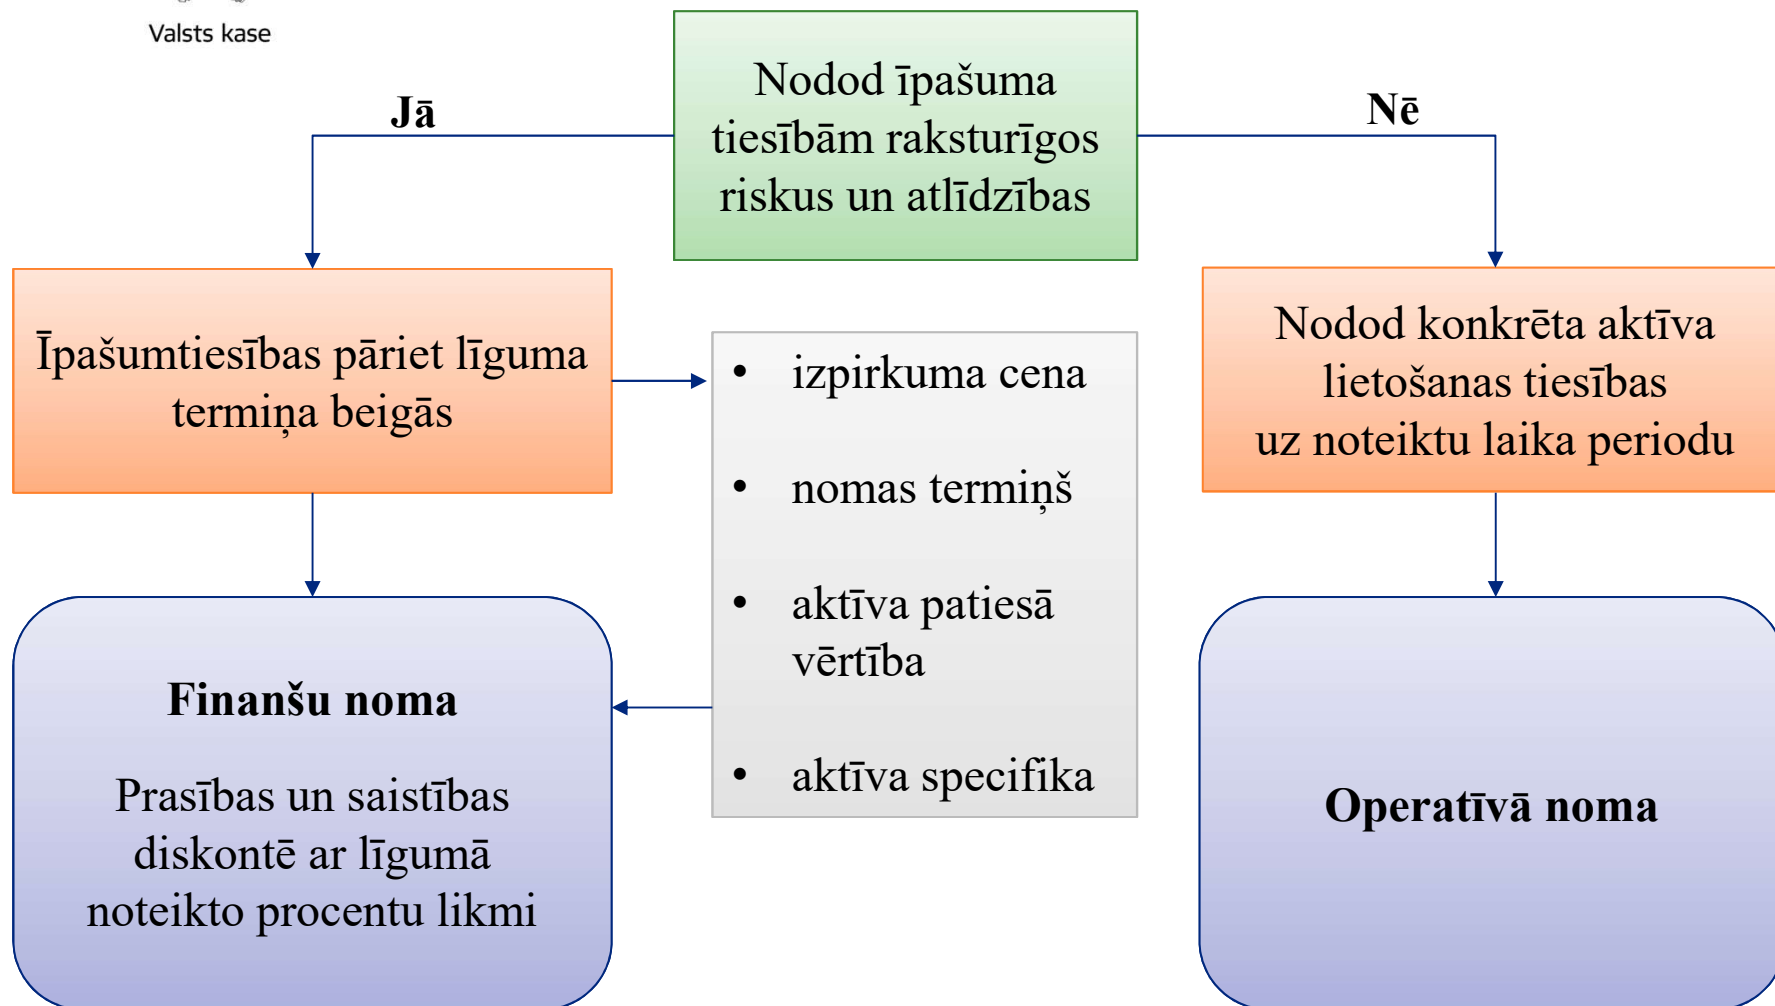 Valsts kase
Nodod īpašuma
tiesībām raksturīgos
riskus un atlīdzības
Jā
Nē
Īpašumtiesības pāriet līguma
termiņa beigās
• izpirkuma cena
• nomas termiņš
• aktīva patiesā
vērtība
• aktīva specifika
Nodod konkrēta aktīva
lietošanas tiesības
uz noteiktu laika periodu
Finanšu noma
Prasības un saistības
diskontē ar līgumā
noteikto procentu likmi
Operatīvā noma